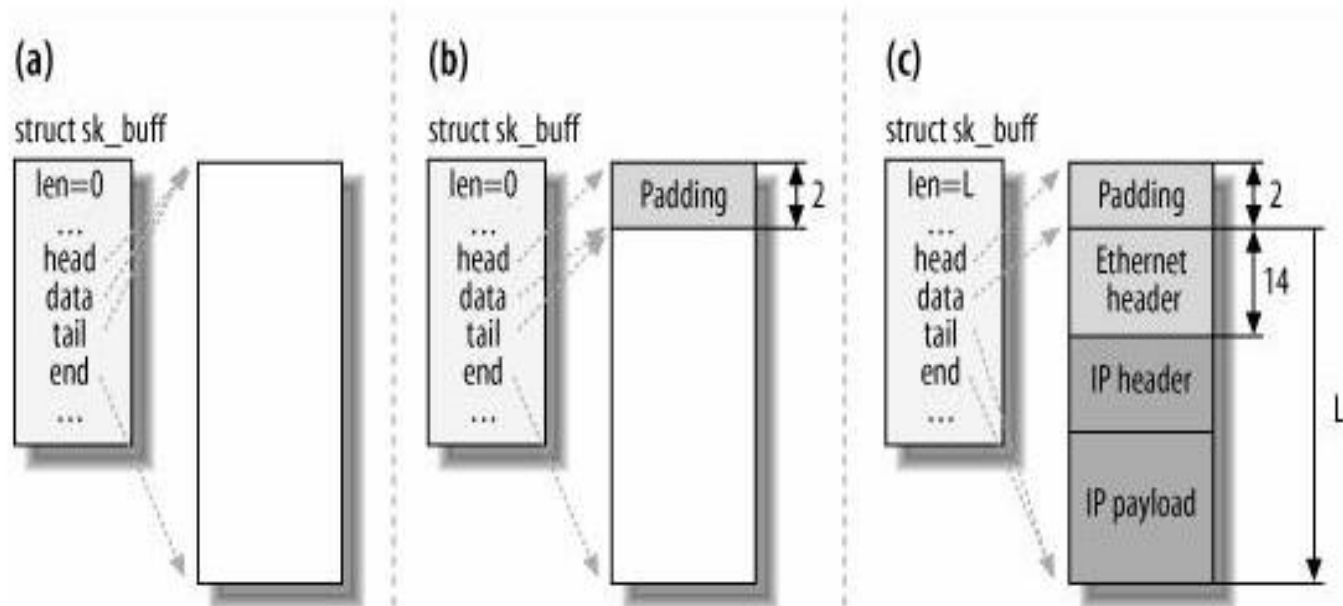 (a)
struct sk_buff
len=0
...
head
data
tail
end
...
(b)
struct sk_buff
len=0
...
head
data
tail
end
...
Padding
2
(c)
struct sk_buff
len=L
...
head
data
tail
end
...
Padding
2
Ethernet
header
14
IP header
IP payload
L